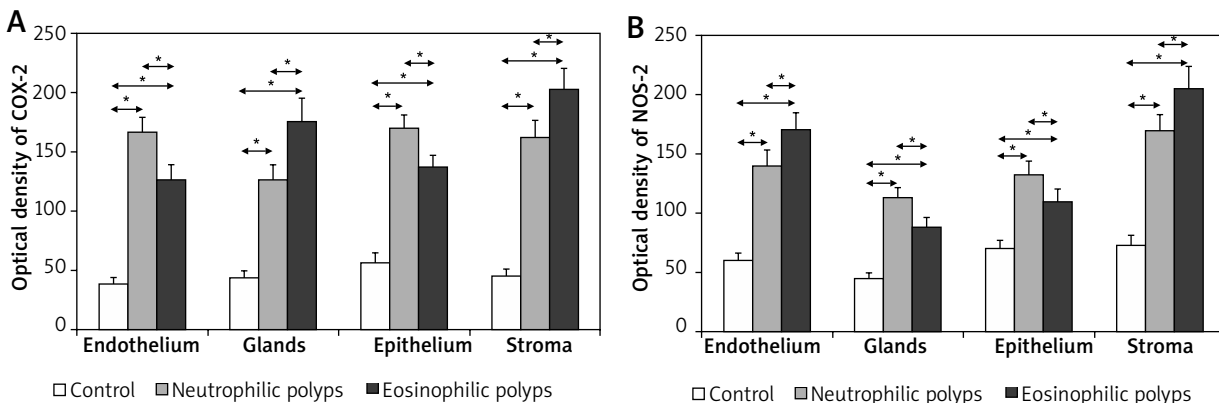 A
Optical density of COX-2
250
200
150
100
50
0
* * * * * * * * * * * *
Endothelium Glands Epithelium Stroma
Control Neutrophilic polyps Eosinophilic polyps
B
Optical density of NOS-2
250
200
150
100
50
0
* * * * * * * * * * * *
Endothelium Glands Epithelium Stroma
Control Neutrophilic polyps Eosinophilic polyps